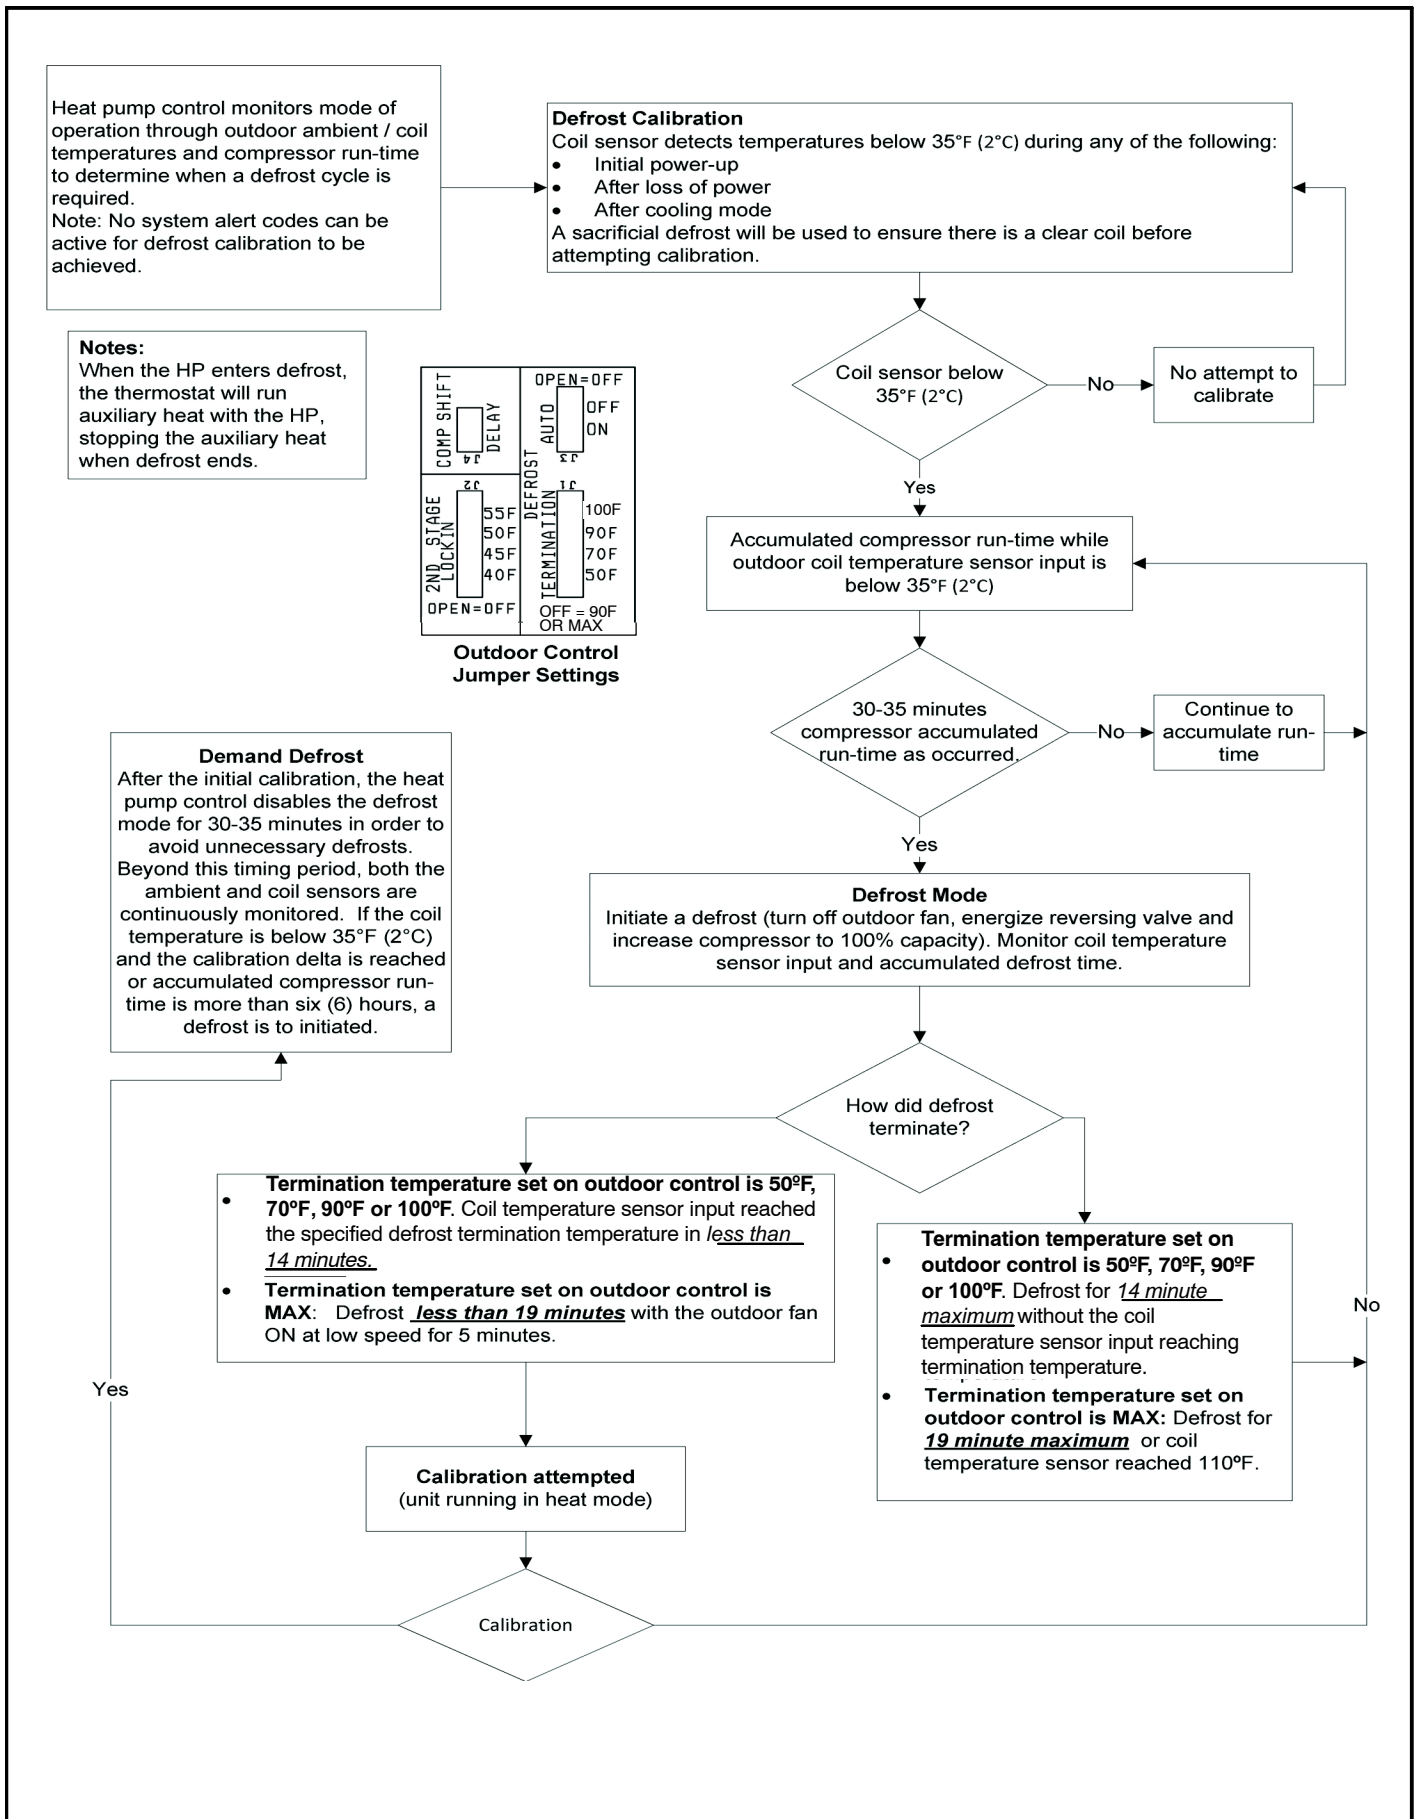 Heat pump control monitors mode of
operation through outdoor ambient / coil
temperatures and compressor run-time
to determine when a defrost cycle is
required.
Note: No system alert codes can be
active for defrost calibration to be
achieved.
Defrost Calibration
Coil sensor detects temperatures below 35°F (2°C) during any of the following:
• Initial power-up
• After loss of power
• After cooling mode
A sacrificial defrost will be used to ensure there is a clear coil before
attempting calibration.
Notes:
When the HP enters defrost,
the thermostat will run
auxiliary heat with the HP,
stopping the auxiliary heat
when defrost ends.
COMP SHIFT
J4
DELAY
OPEN=OFF
AUTO
OFF
ON
J3
DEFROST
2ND STAGE
LOCKIN
J2
55F
50F
45F
40F
OPEN=OFF
TERMINATION
J1
100F
90F
70F
50F
OFF = 90F
OR MAX
Outdoor Control
Jumper Settings
Coil sensor below
35°F (2°C)
No
No attempt to
calibrate
Yes
Accumulated compressor run-time while
outdoor coil temperature sensor input is
below 35°F (2°C)
30-35 minutes
compressor accumulated
run-time as occurred.
No
Continue to
accumulate run-
time
Yes
Demand Defrost
After the initial calibration, the heat
pump control disables the defrost
mode for 30-35 minutes in order to
avoid unnecessary defrosts.
Beyond this timing period, both the
ambient and coil sensors are
continuously monitored. If the coil
temperature is below 35°F (2°C)
and the calibration delta is reached
or accumulated compressor run-
time is more than six (6) hours, a
defrost is to initiated.
Defrost Mode
Initiate a defrost (turn off outdoor fan, energize reversing valve and
increase compressor to 100% capacity). Monitor coil temperature
sensor input and accumulated defrost time.
How did defrost
terminate?
• Termination temperature set on outdoor control is 50ºF,
70ºF, 90ºF or 100ºF. Coil temperature sensor input reached
the specified defrost termination temperature in less than
14 minutes.
• Termination temperature set on outdoor control is
MAX: Defrost less than 19 minutes with the outdoor fan
ON at low speed for 5 minutes.
Termination temperature set on
• outdoor control is 50ºF, 70ºF, 90ºF
or 100ºF. Defrost for 14 minute
maximum without the coil
temperature sensor input reaching
termination temperature.
• Termination temperature set on
outdoor control is MAX: Defrost for
19 minute maximum or coil
temperature sensor reached 110ºF.
No
Yes
Calibration attempted
(unit running in heat mode)
Calibration